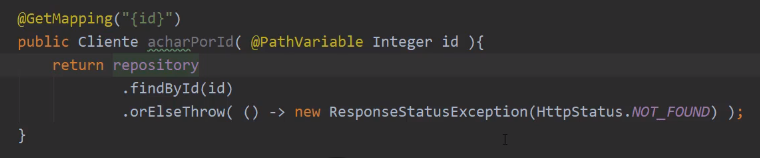 @GetMapping("{id}")
public Cliente acharPorId( @PathVariable Integer id ){
    return repository
            .findById(id)
            .orElseThrow( () -> new ResponseStatusException(HttpStatus.NOT_FOUND) );
}